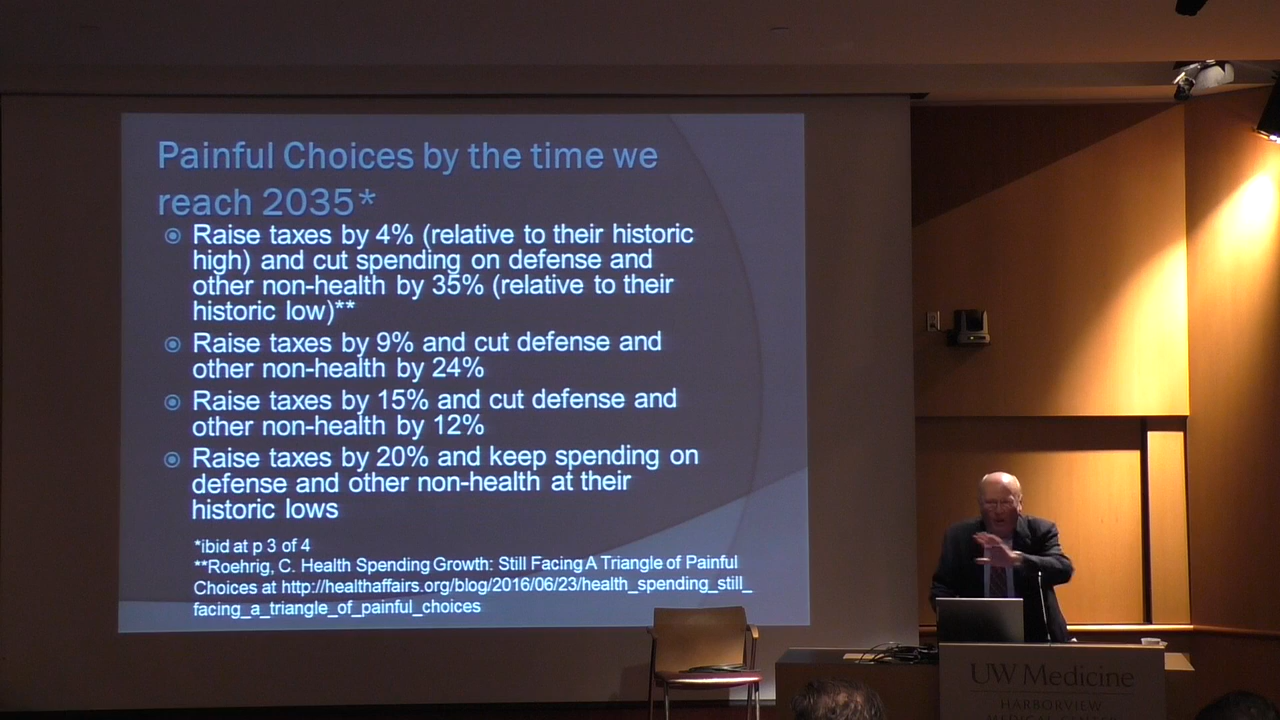 Painful Choices by the time we
reach 2035*
Raise taxes by 4% (relative to their historic
high) and cut spending on defense and
other non-health by 35% (relative to their
historic low)**
Raise taxes by 9% and cut defense and
other non-health by 24%
Raise taxes by 15% and cut defense and
other non-health by 12%
Raise taxes by 20% and keep spending on
defense and other non-health at their
historic lows
*ibid at p 3 of 4
**Roehrig, C. Health Spending Growth: Still Facing A Triangle of Painful
Choices at http://healthaffairs.org/blog/2016/06/23/health_spending_still_
facing_a_triangle_of_painful_choices
UW Medicine
HARBORVIEW